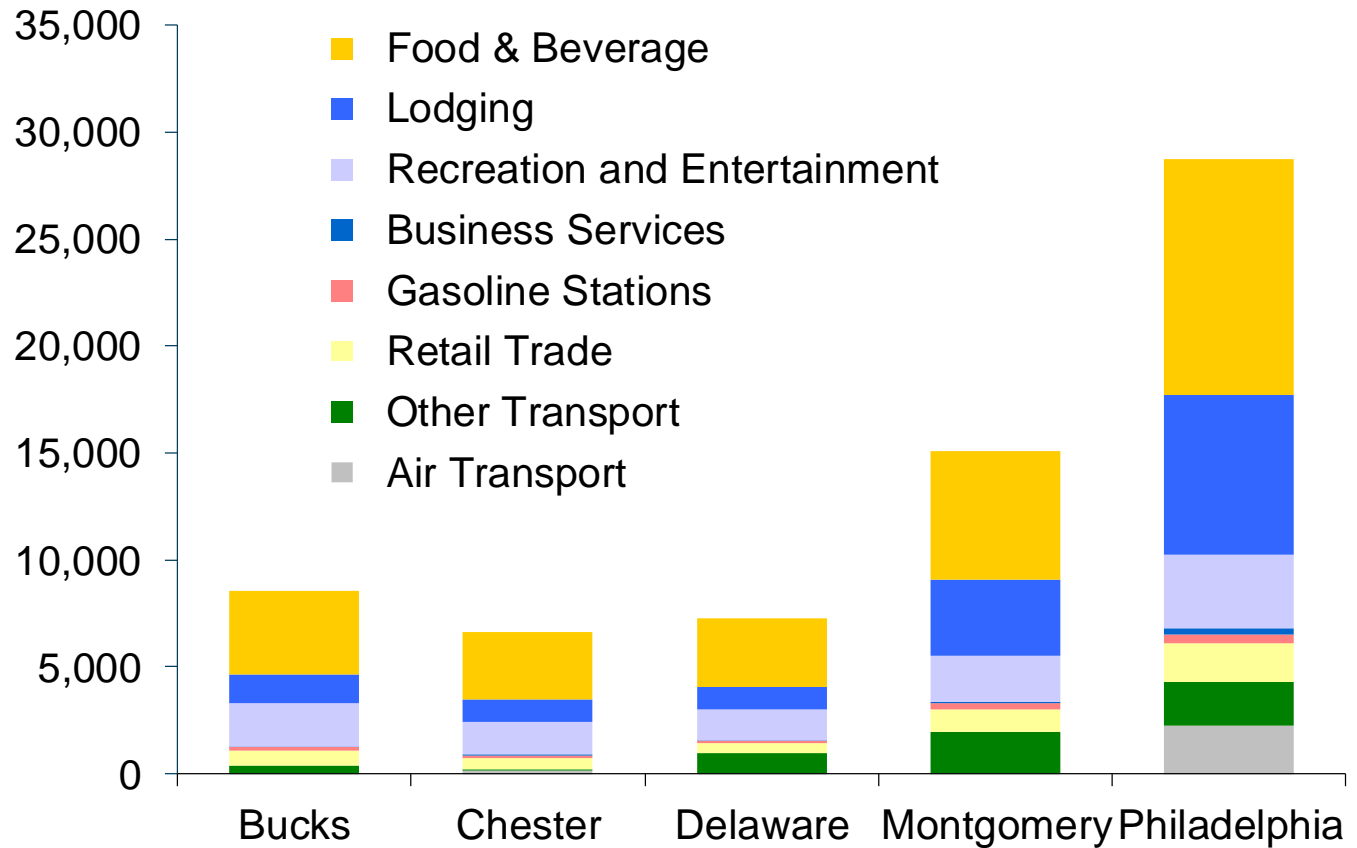 35,000
30,000
25,000
20,000
15,000
10,000
5,000
0
Food & Beverage
Lodging
Recreation and Entertainment
Business Services
Gasoline Stations
Retail Trade
Other Transport
Air Transport
Bucks Chester Delaware Montgomery Philadelphia